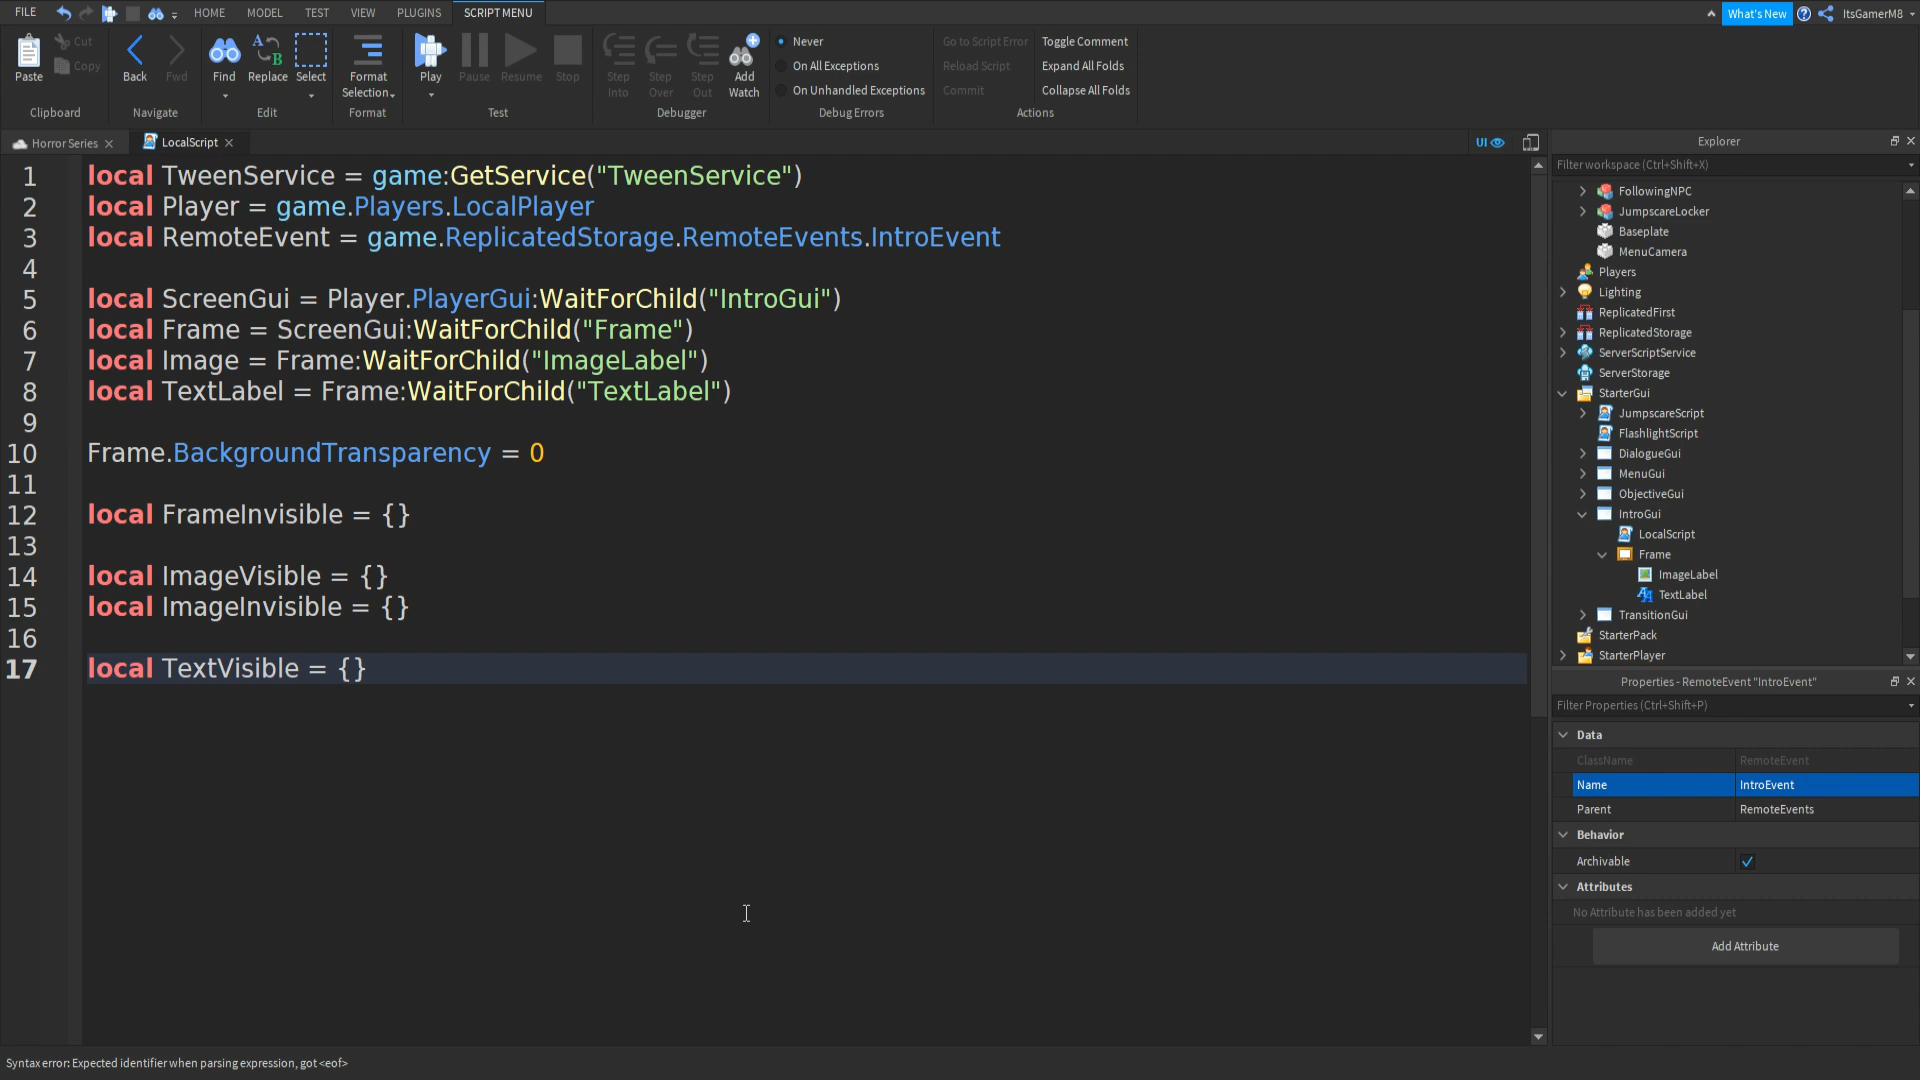 FILE HOME MODEL TEST VIEW PLUGINS SCRIPT MENU What's New ItsGamerM8
Paste Cut Copy
Clipboard
Back Fwd
Navigate
Find Replace Select
Edit
Format Selection
Format
Play Pause Resume Stop
Test
Step Into Step Over Step Out Add Watch
Debugger
Never
On All Exceptions
On Unhandled Exceptions
Debug Errors
Go to Script Error Toggle Comment
Reload Script Expand All Folds
Commit Collapse All Folds
Actions
Horror Series LocalScript UI
1 local TweenService = game:GetService("TweenService")
2 local Player = game.Players.LocalPlayer
3 local RemoteEvent = game.ReplicatedStorage.RemoteEvents.IntroEvent
4
5 local ScreenGui = Player.PlayerGui:WaitForChild("IntroGui")
6 local Frame = ScreenGui:WaitForChild("Frame")
7 local Image = Frame:WaitForChild("ImageLabel")
8 local TextLabel = Frame:WaitForChild("TextLabel")
9
10 Frame.BackgroundTransparency = 0
11
12 local FrameInvisible = {}
13
14 local ImageVisible = {}
15 local ImageInvisible = {}
16
17 local TextVisible = {}
Explorer
Filter workspace (Ctrl+Shift+X)
FollowingNPC
JumpscareLocker
Baseplate
MenuCamera
Players
Lighting
ReplicatedFirst
ReplicatedStorage
ServerScriptService
ServerStorage
StarterGui
JumpscareScript
FlashlightScript
DialogueGui
MenuGui
ObjectiveGui
IntroGui
LocalScript
Frame
ImageLabel
TextLabel
TransitionGui
StarterPack
StarterPlayer
Properties - RemoteEvent "IntroEvent"
Filter Properties (Ctrl+Shift+P)
Data
ClassName RemoteEvent
Name IntroEvent
Parent RemoteEvents
Behavior
Archivable
Attributes
No Attribute has been added yet
Add Attribute
Syntax error: Expected identifier when parsing expression, got <eof>